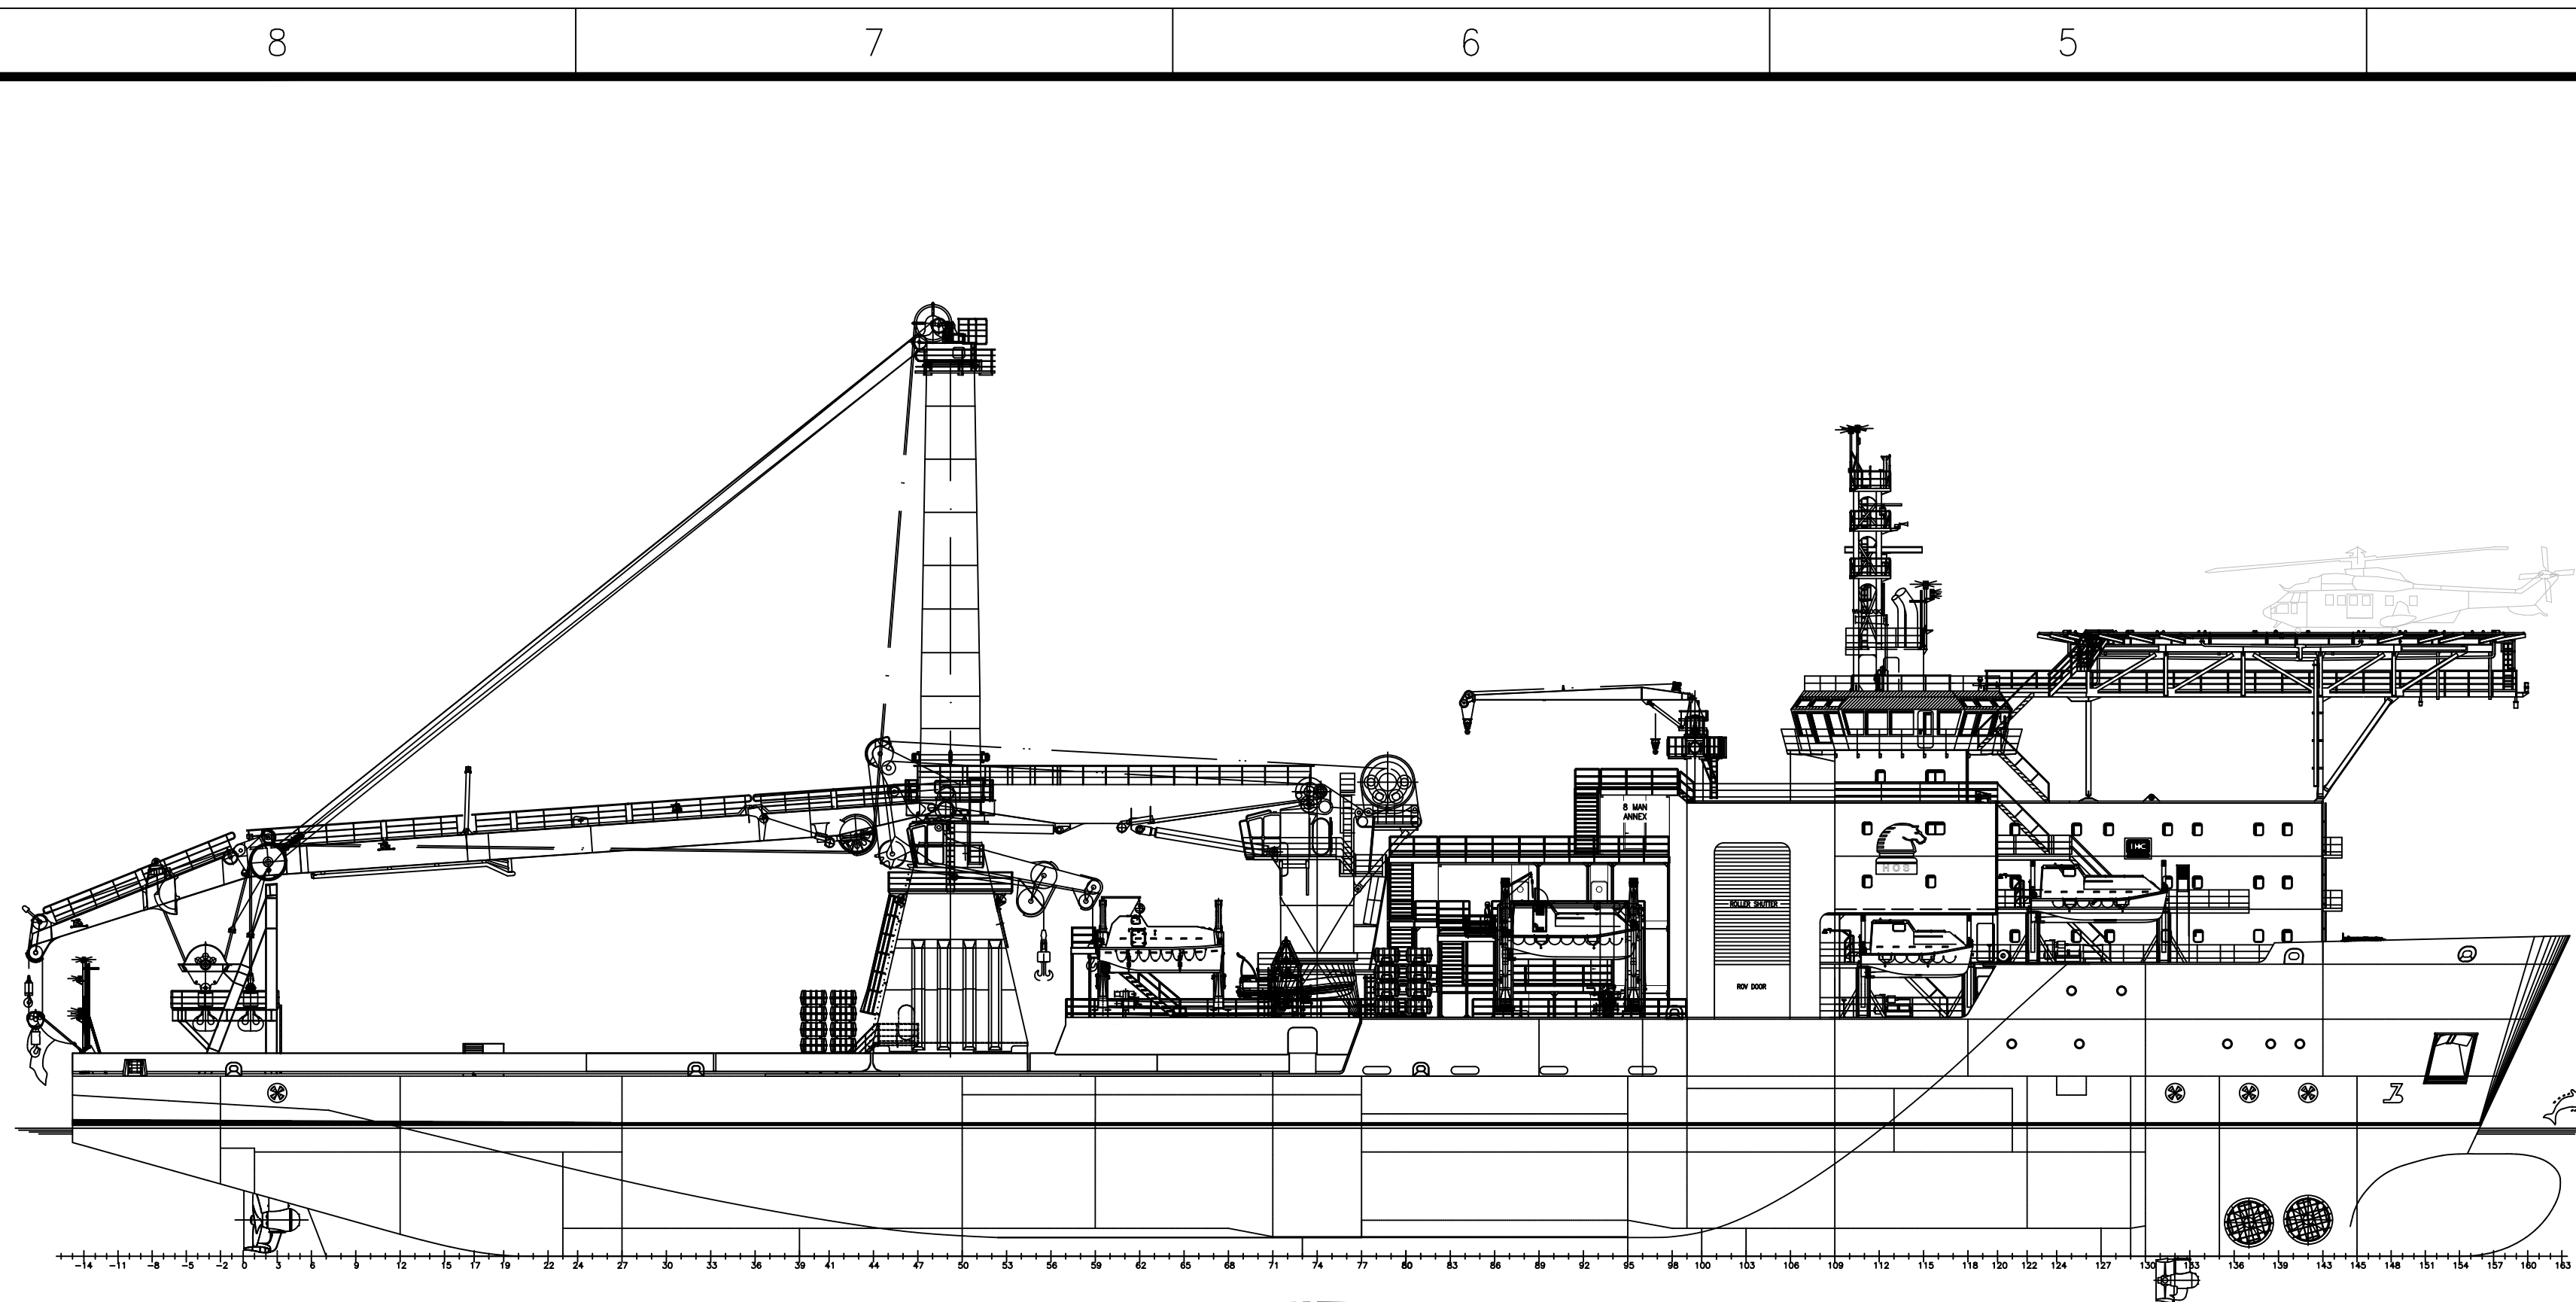 8 7 6 5
8 MAN
ANNEX
HOS
IHC
ROLLER SHUTTER
ROV DOOR
-14 -11 -8 -5 -2 0 3 6 9 12 15 17 19 22 24 27 30 33 36 39 41 44 47 50 53 56 59 62 65 68 71 74 77 80 83 86 89 92 95 98 100 103 106 109 112 115 118 120 122 124 127 130 133 136 139 143 145 148 151 154 157 160 163